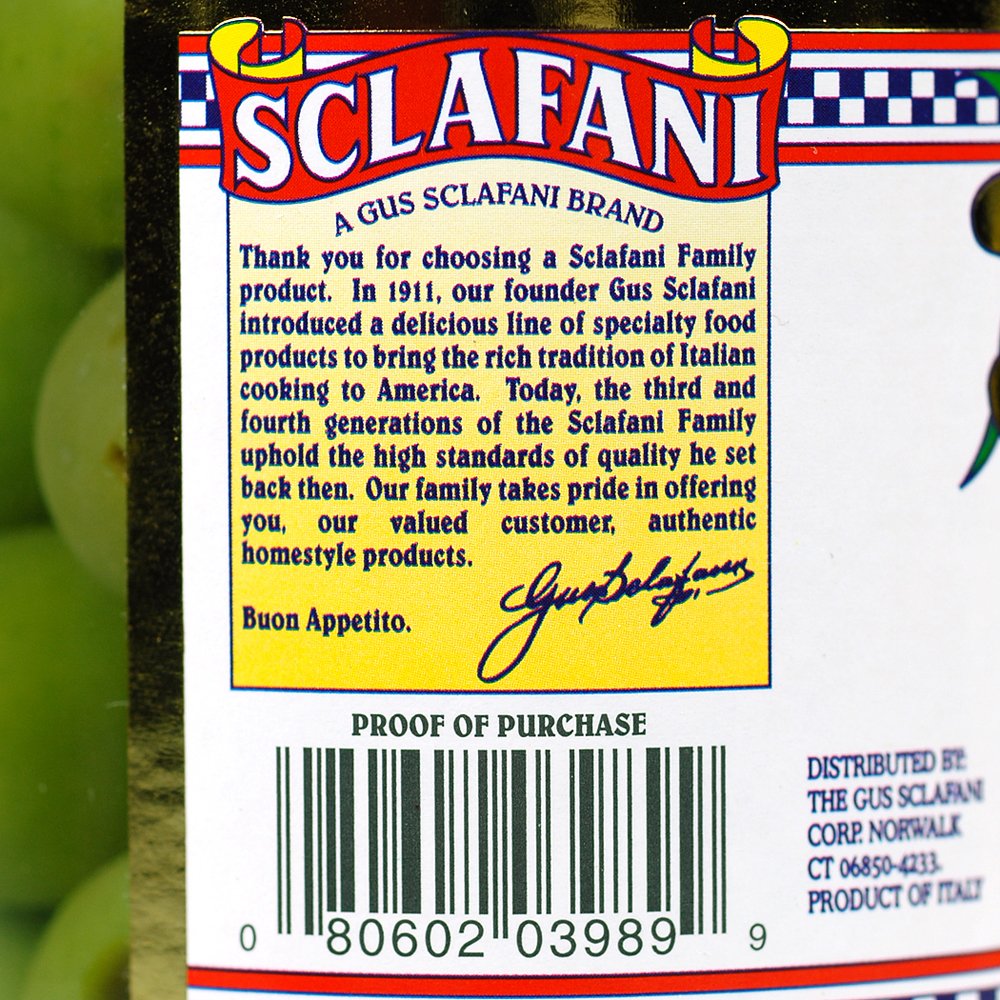 SCLAFANI
A GUS SCLAFANI BRAND
Thank you for choosing a Sclafani Family
product. In 1911, our founder Gus Sclafani
introduced a delicious line of specialty food
products to bring the rich tradition of Italian
cooking to America. Today, the third and
fourth generations of the Sclafani Family
uphold the high standards of quality he set
back then. Our family takes pride in offering
you, our valued customer, authentic
homestyle products.
Gus Sclafani
Buon Appetito.
PROOF OF PURCHASE
0 80602 03989 9
DISTRIBUTED BY:
THE GUS SCLAFANI
CORP. NORWALK
CT 06850-4233.
PRODUCT OF ITALY